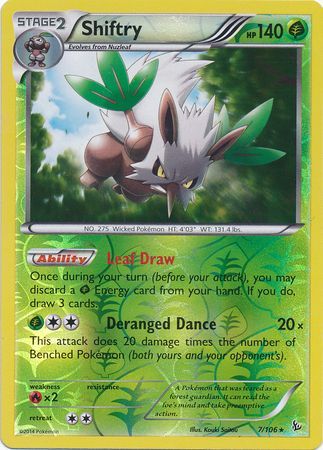 STAGE2
Shiftry
HP 140
Evolves from Nuzleaf
NO. 275 Wicked Pokémon HT. 4'03" WT. 131.4 lbs.
Ability Leaf Draw
Once during your turn (before your attack), you may
discard a Energy card from your hand. If you do,
draw 3 cards.
Deranged Dance 20×
This attack does 20 damage times the number of
Benched Pokémon (both yours and your opponent's).
weakness resistance
×2
retreat
A Pokémon that was feared as a
forest guardian. It can read the
foe's mind and take preemptive
action.
©2014 Pokémon
Illus. Kouki Saitou
7/106 ★